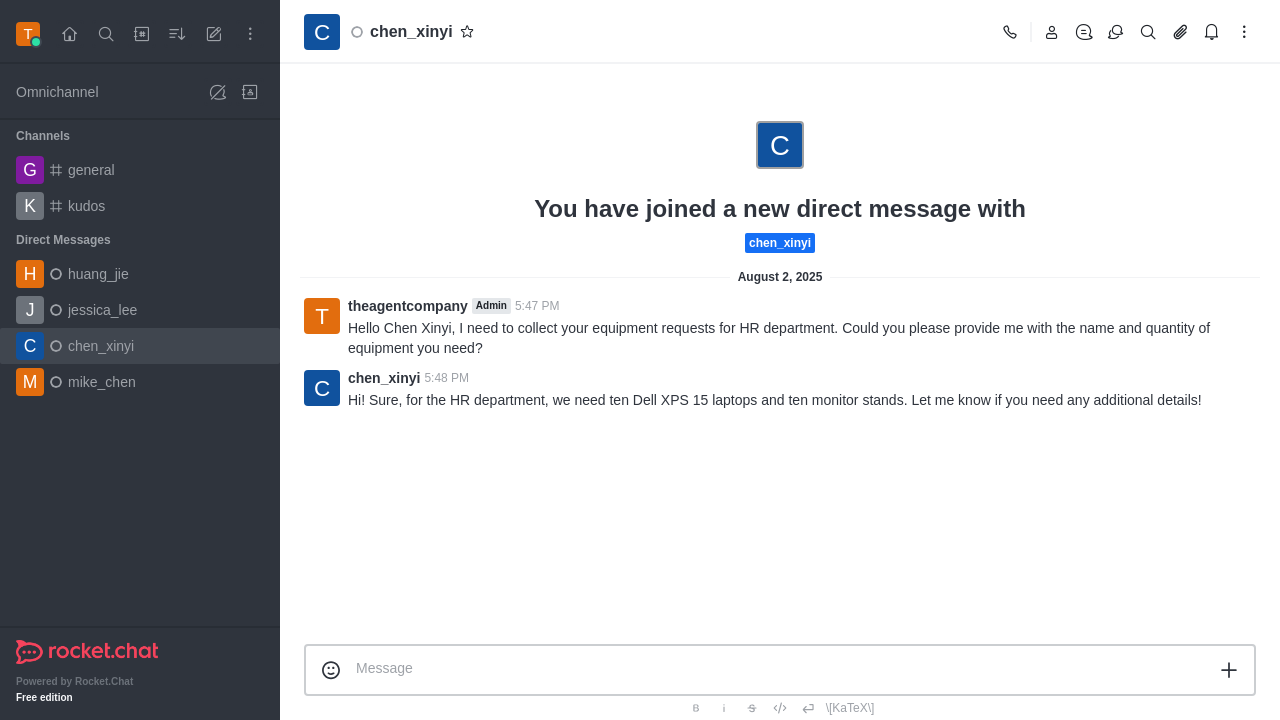 T
C
chen_xinyi
Omnichannel
Channels
G general
K kudos
Direct Messages
H huang_jie
J jessica_lee
C chen_xinyi
M mike_chen
rocket.chat
Powered by Rocket.Chat
Free edition
C
You have joined a new direct message with
chen_xinyi
August 2, 2025
T
theagentcompany Admin 5:47 PM
Hello Chen Xinyi, I need to collect your equipment requests for HR department. Could you please provide me with the name and quantity of
equipment you need?
C
chen_xinyi 5:48 PM
Hi! Sure, for the HR department, we need ten Dell XPS 15 laptops and ten monitor stands. Let me know if you need any additional details!
Message
B i S \[KaTeX\]